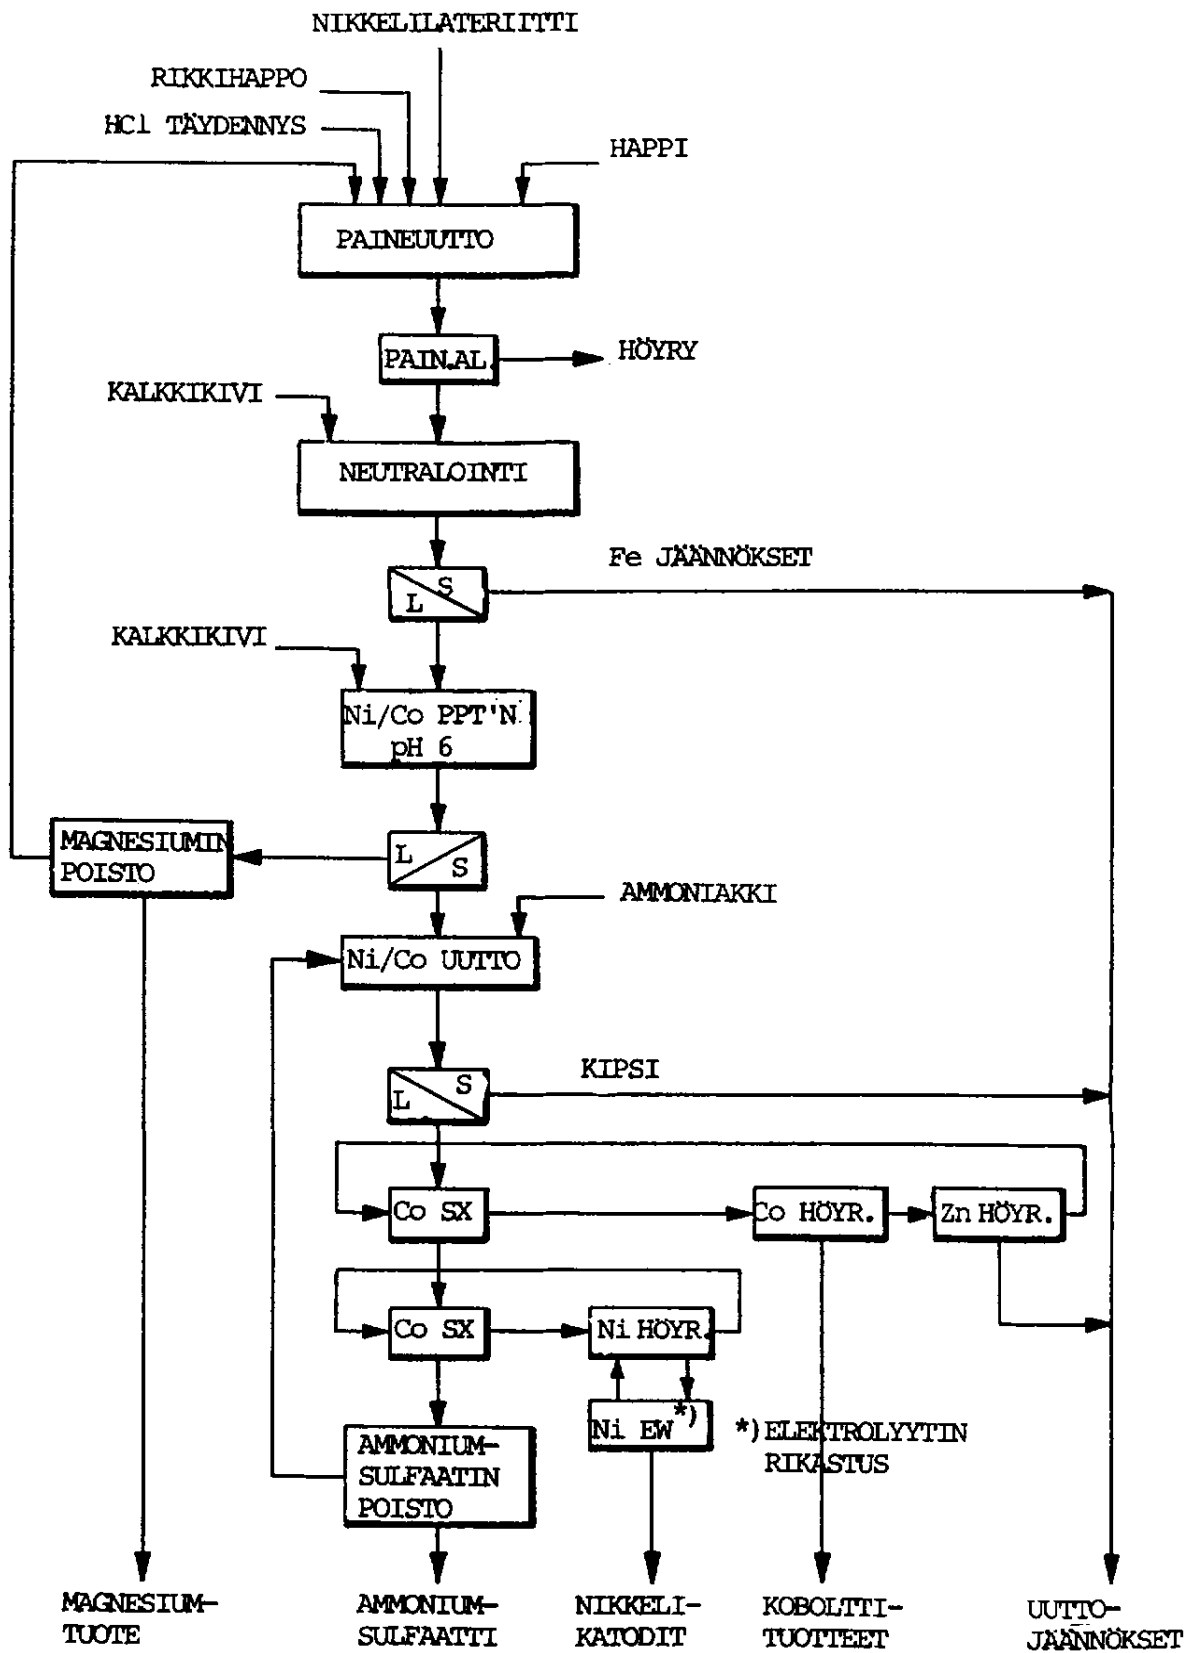 NIKKELILATERIITTI
RIKKIHAPPO
HCl TÄYDENNYS
HAPPI
PAINEUUTTO
PAIN.AL.
HÖYRY
KALKKIKIVI
NEUTRALOINTI
Fe JÄÄNNÖKSET
S
L
KALKKIKIVI
Ni/Co PPT'N
pH 6
MAGNESIUMIN
POISTO
L
S
AMMONIAKKI
Ni/Co UUTTO
KIPSI
S
L
Co SX
Co HÖYR.
Zn HÖYR.
Co SX
Ni HÖYR.
Ni EW*)
*) ELEKTROLYYTIN
RIKASTUS
AMMONIUM-
SULFAATIN
POISTO
MAGNESIUM-
TUOTE
AMMONIUM-
SULFAATTI
NIKKELI-
KATODIT
KOBOLTTI-
TUOTTEET
UUTTO-
JÄÄNNÖKSET